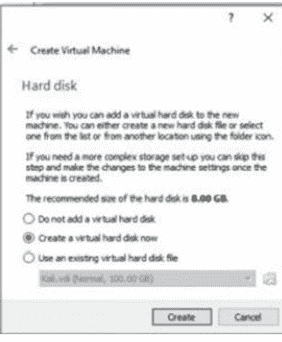 ?
Create Virtual Machine
Hard disk
If you wish you can add a virtual hard disk to the new
machine. You can either create a new hard disk file or select
one from the list or from another location using the folder icon.
If you need a more complex storage set-up you can skip this
step and make the changes to the machine settings once the
machine is created.
The recommended size of the hard disk is 8.00 GB.
Do not add a virtual hard disk
Create a virtual hard disk now
Use an existing virtual hard disk file
Kali.vdi (Normal, 100.00 GB)
Create Cancel